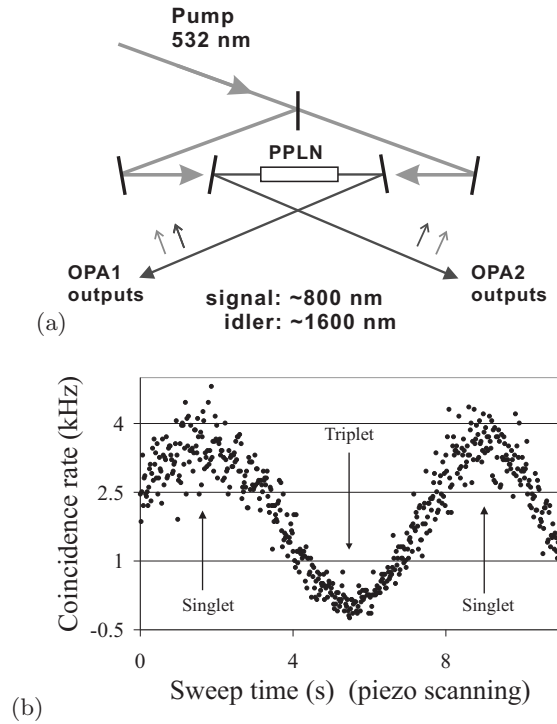 Pump
532 nm
PPLN
OPA1
outputs
OPA2
outputs
signal: ~800 nm
idler: ~1600 nm
(a)
Coincidence rate (kHz)
4
2.5
1
-0.5
Triplet
Singlet
Singlet
0
4
8
Sweep time (s) (piezo scanning)
(b)